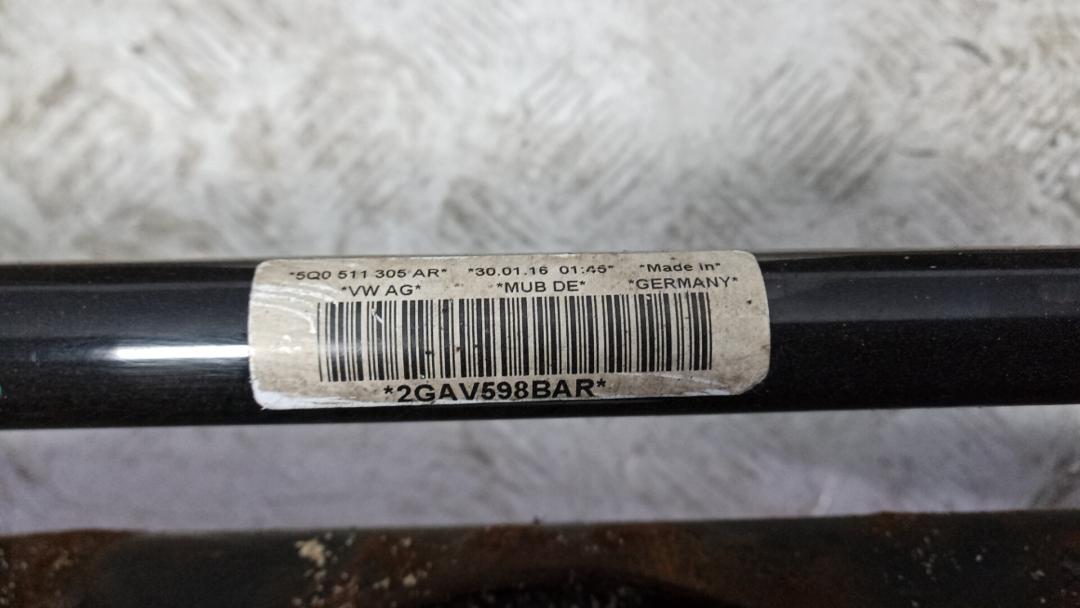 *5Q0 511 305 AR* *30.01.16 01:45* *Made In*
*VW AG* *MUB DE* *GERMANY*
*2GAV598BAR*